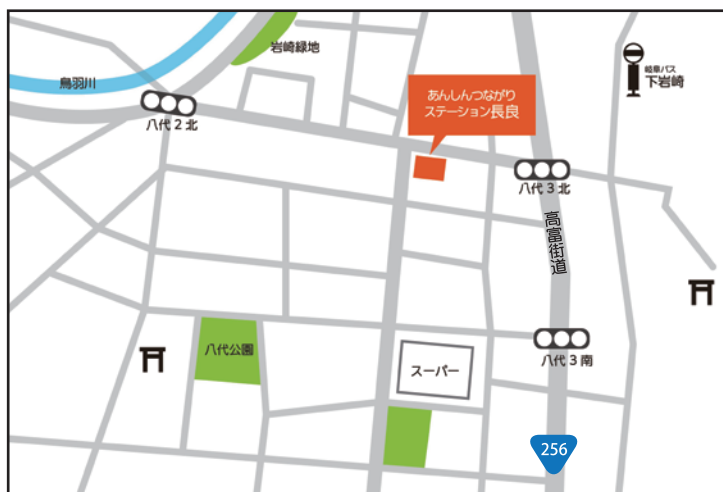 岩崎緑地
鳥羽川
岐阜バス
下岩崎
あんしんつながり
ステーション長良
八代2北
八代3北
高富街道
八代公園
スーパー
八代3南
256